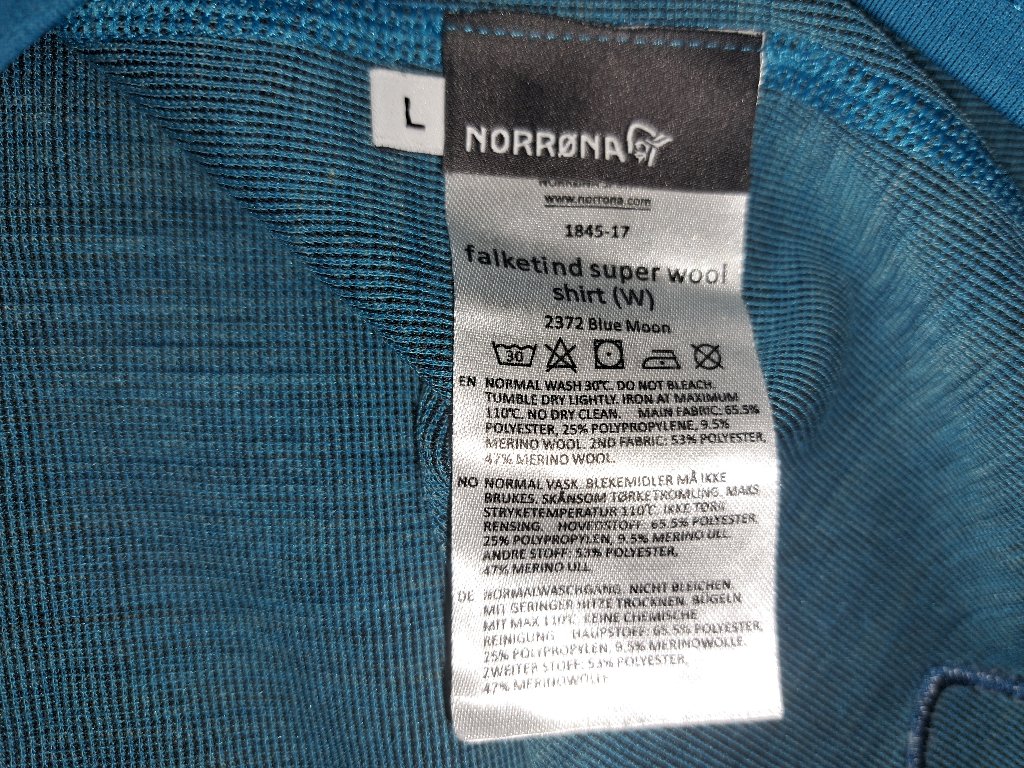 L
NORRØNA
www.norrona.com
1845-17
falketind super wool
shirt (W)
2372 Blue Moon
30
EN NORMAL WASH 30°C. DO NOT BLEACH.
TUMBLE DRY LIGHTLY. IRON AT MAXIMUM
110°C. NO DRY CLEAN. MAIN FABRIC: 65.5%
POLYESTER, 25% POLYPROPYLENE, 9.5%
MERINO WOOL. 2ND FABRIC: 53% POLYESTER,
47% MERINO WOOL.
NO NORMAL VASK. BLEKEMIDLER MÅ IKKE
BRUKES. SKÅNSOM TØRKETROMLING. MAKS
STRYKETEMPERATUR 110°C. IKKE TØRR
RENSING. HOVEDSTOFF: 65.5% POLYESTER,
25% POLYPROPYLEN, 9.5% MERINO ULL.
ANDRE STOFF: 53% POLYESTER,
47% MERINO ULL
DE NORMALWASCHGANG. NICHT BLEICHEN.
MIT GERINGER HITZE TROCKNEN. BÜGELN
MIT MAX 110°C. KEINE CHEMISCHE
REINIGUNG HAUPSTOFF: 65.5% POLYESTER,
25% POLYPROPYLEN, 9.5% MERINOWOLLE.
ZWEITER STOFF: 53% POLYESTER,
47% MERINOWOLLE